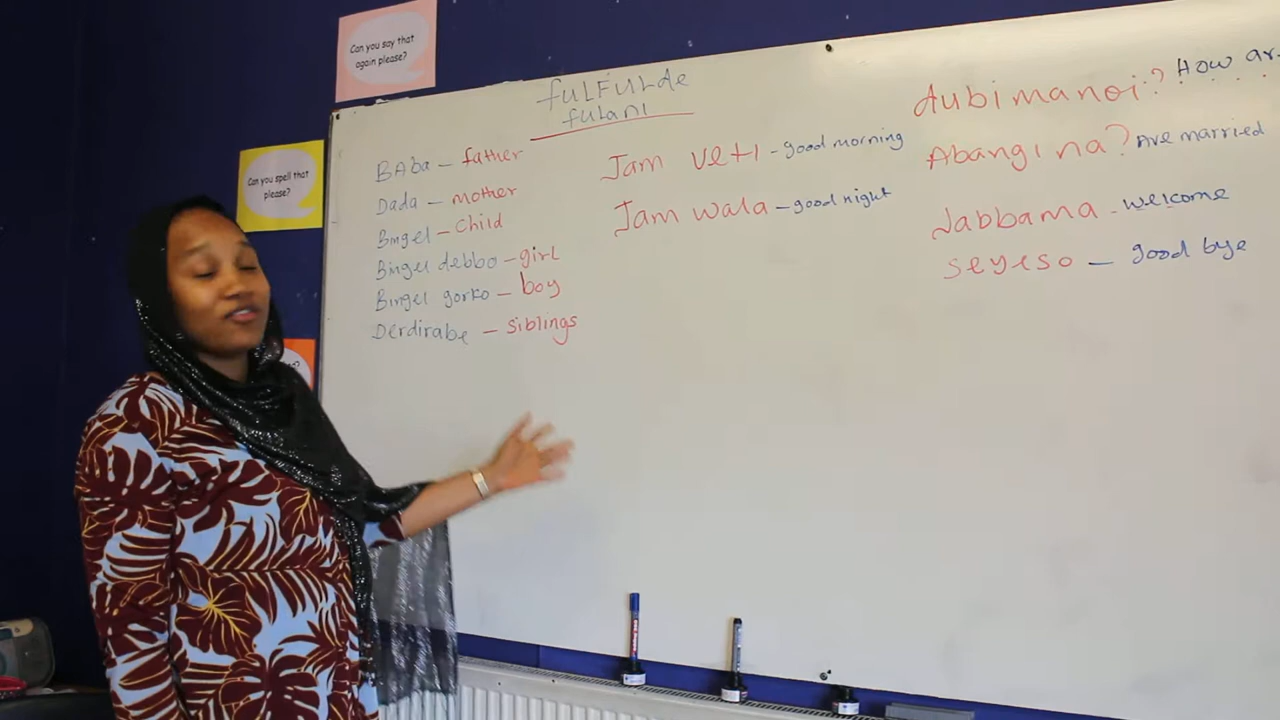 Can you say that
again please?
Can you spell that
please?
fulFulde
fulani
BAba – father
Dada – mother
Bingel – child
Bingel debbo – girl
Bingel gorko – boy
Derdirabe – siblings
Jam veti - good morning
Jam wala – good night
How ar
Abangi na? Are married
Jabbama - welcome
seyeso – good bye